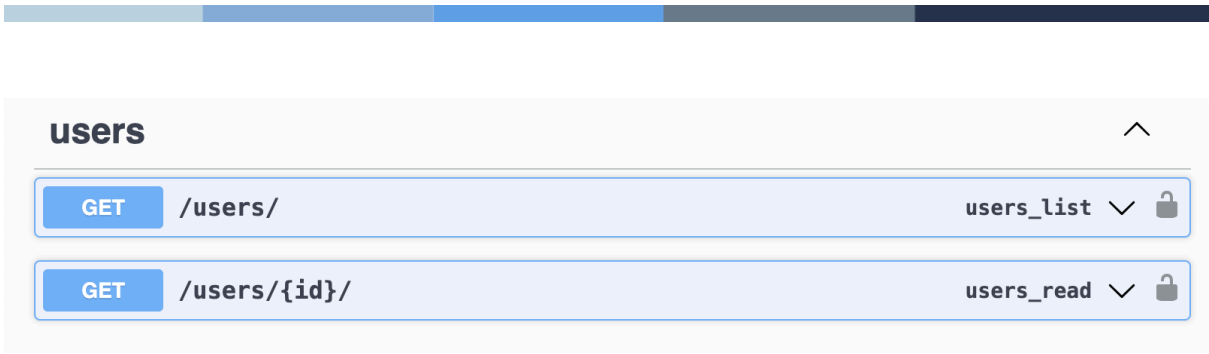 users
GET /users/ users_list
GET /users/{id}/ users_read